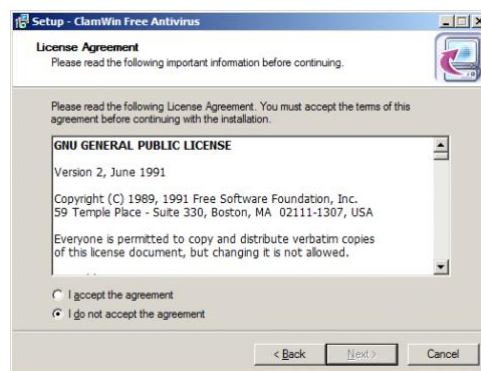 Setup - ClamWin Free Antivirus
License Agreement
Please read the following important information before continuing.
Please read the following License Agreement. You must accept the terms of this
agreement before continuing with the installation.
GNU GENERAL PUBLIC LICENSE
Version 2, June 1991
Copyright (C) 1989, 1991 Free Software Foundation, Inc.
59 Temple Place - Suite 330, Boston, MA  02111-1307, USA
Everyone is permitted to copy and distribute verbatim copies
of this license document, but changing it is not allowed.
I accept the agreement
I do not accept the agreement
< Back
Next >
Cancel